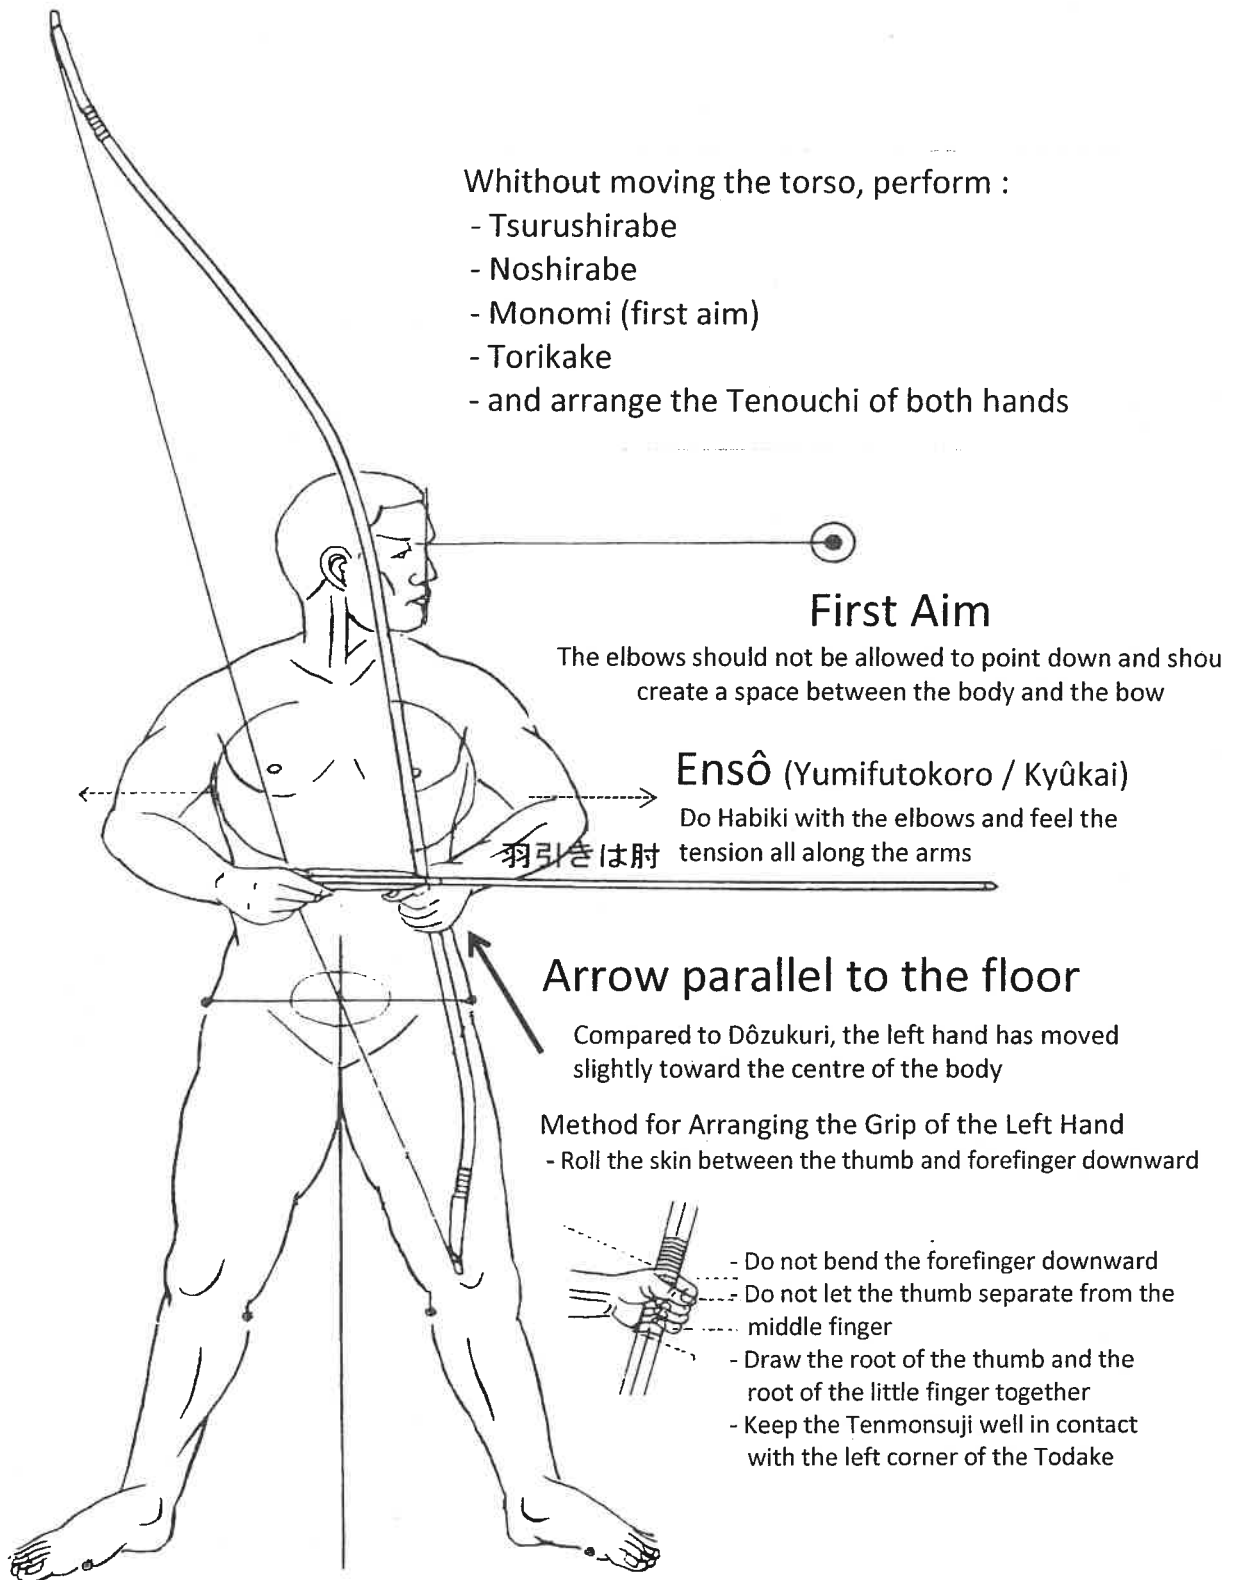 Whithout moving the torso, perform :
- Tsurushirabe
- Noshirabe
- Monomi (first aim)
- Torikake
- and arrange the Tenouchi of both hands
First Aim
The elbows should not be allowed to point down and shou
create a space between the body and the bow
Ensô (Yumifutokoro / Kyûkai)
Do Habiki with the elbows and feel the
羽引きは肘 tension all along the arms
Arrow parallel to the floor
Compared to Dôzukuri, the left hand has moved
slightly toward the centre of the body
Method for Arranging the Grip of the Left Hand
- Roll the skin between the thumb and forefinger downward
- Do not bend the forefinger downward
- Do not let the thumb separate from the
middle finger
- Draw the root of the thumb and the
root of the little finger together
- Keep the Tenmonsuji well in contact
with the left corner of the Todake